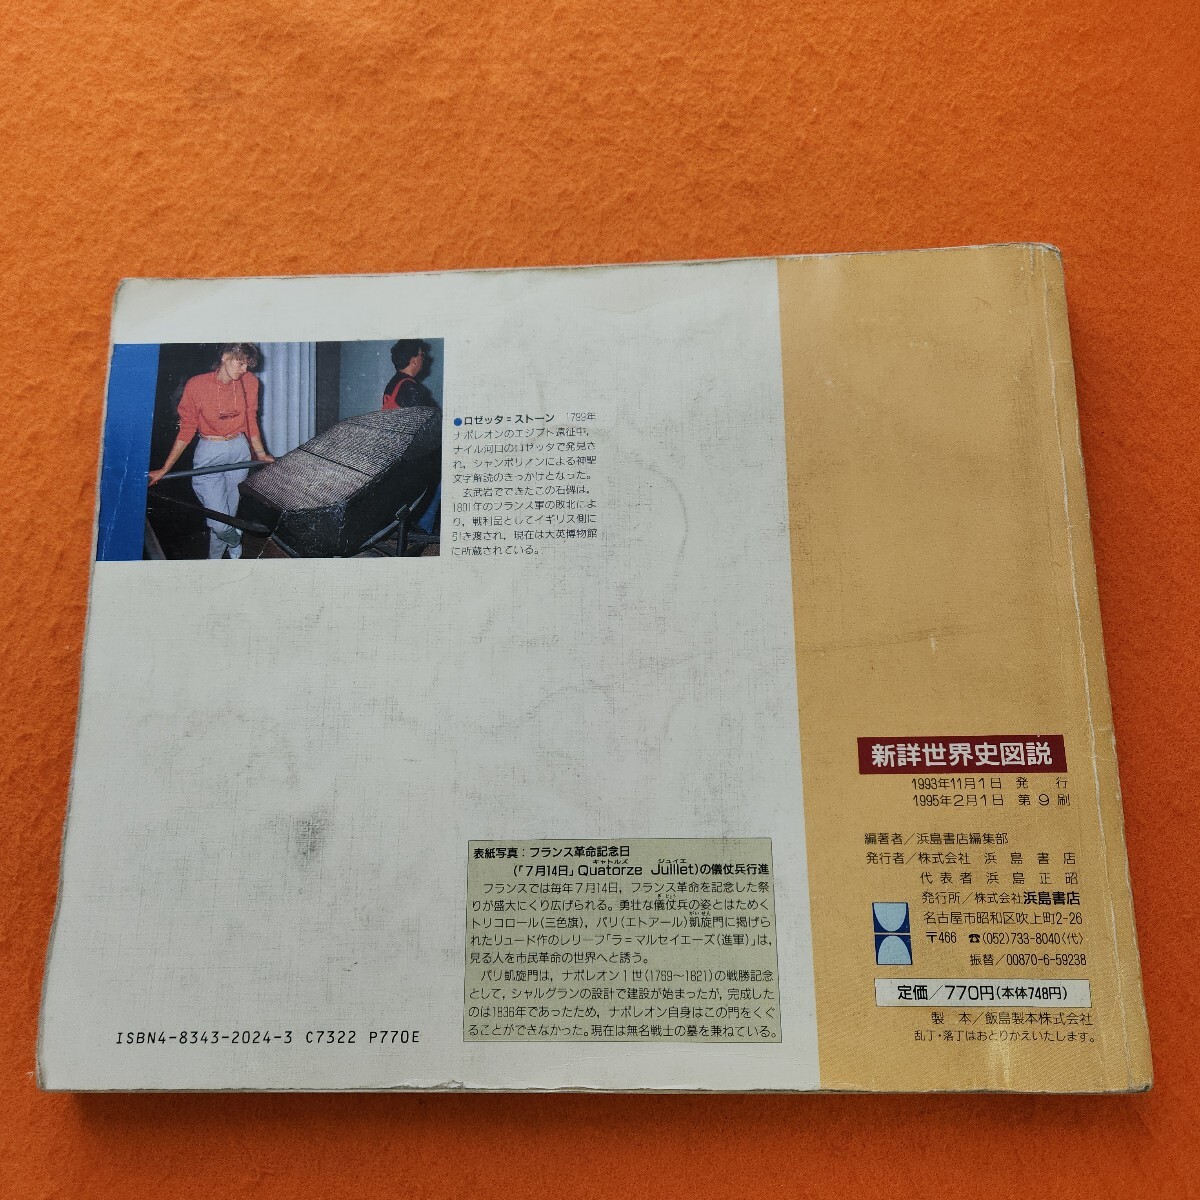 ●ロゼッタ＝ストーン　1799年
ナポレオンのエジプト遠征中，
ナイル河口のロゼッタで発見さ
れ，シャンポリオンによる神聖
文字解読のきっかけとなった。
玄武岩でできたこの石碑は，
1801年のフランス軍の敗北によ
り，戦利品としてイギリス側に
引き渡され，現在は大英博物館
に所蔵されている。
新詳世界史図説
1993年11月1日　発　行
1995年2月1日　第9刷
編著者／浜島書店編集部
発行者／株式会社　浜島書店
代表者　浜島正昭
発行所／株式会社浜島書店
名古屋市昭和区吹上町2-26
〒466　☎(052)733-8040〈代〉
振替／00870-6-59238
定価／770円(本体748円)
製　本／飯島製本株式会社
乱丁・落丁はおとりかえいたします。
表紙写真：フランス革命記念日
キャトルズ　ジュイエ
(「7月14日」Quatorze Juillet)の儀仗兵行進
フランスでは毎年7月14日，フランス革命を記念した祭
りが盛大にくり広げられる。勇壮な儀仗兵の姿とはためく
トリコロール(三色旗)，パリ(エトアール)凱旋門に掲げら
れたリュード作のレリーフ「ラ＝マルセイエーズ(進軍)」は，
見る人を市民革命の世界へと誘う。
パリ凱旋門は，ナポレオン1世(1769～1821)の戦勝記念
として，シャルグランの設計で建設が始まったが，完成した
のは1836年であったため，ナポレオン自身はこの門をくぐ
ることができなかった。現在は無名戦士の墓を兼ねている。
ISBN4-8343-2024-3 C7322 P770E